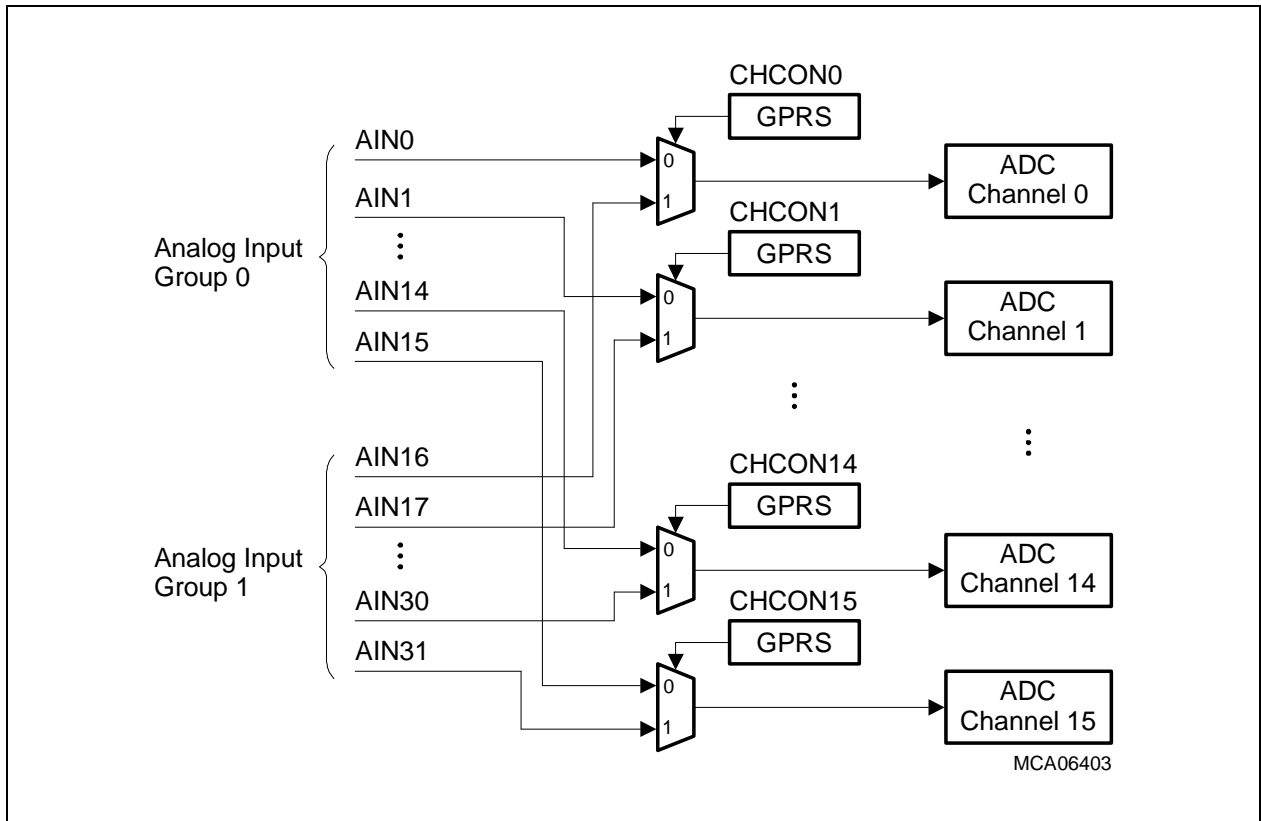 CHCON0
GPRS
AIN0
0
1
ADC
Channel 0
AIN1
CHCON1
GPRS
Analog Input
Group 0
AIN14
0
1
ADC
Channel 1
AIN15
AIN16
CHCON14
GPRS
AIN17
Analog Input
Group 1
0
1
ADC
Channel 14
AIN30
CHCON15
GPRS
AIN31
0
1
ADC
Channel 15
MCA06403